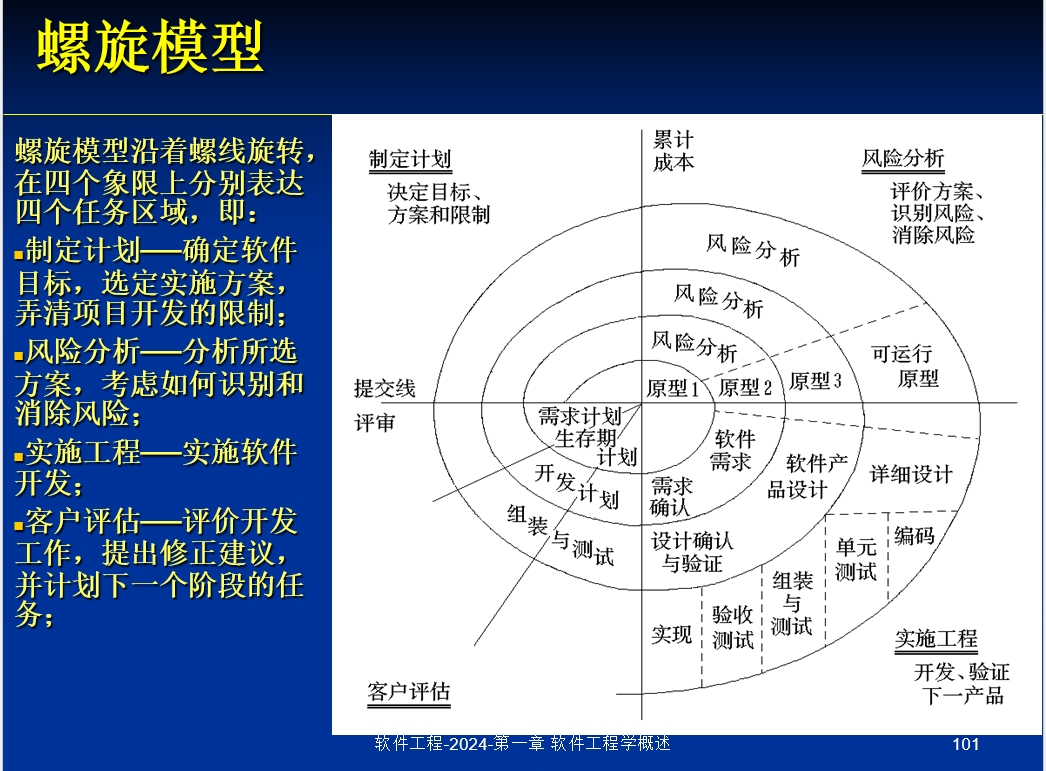 螺旋模型
螺旋模型沿着螺线旋转，
在四个象限上分别表达
四个任务区域，即：
制定计划──确定软件
目标，选定实施方案，
弄清项目开发的限制；
风险分析──分析所选
方案，考虑如何识别和
消除风险；
实施工程──实施软件
开发；
客户评估──评价开发
工作，提出修正建议，
并计划下一个阶段的任
务；
制定计划
决定目标、
方案和限制
累计
成本
风险分析
评价方案、
识别风险、
消除风险
风险分析
风险分析
风险分析
可运行
原型
原型1
原型2
原型3
提交线
评审
需求计划
生存期
计划
开发计划
组装与测试
软件
需求
需求
确认
软件产
品设计
详细设计
设计确认
与验证
编码
单元
测试
组装
与
测试
验收
测试
实现
实施工程
开发、验证
下一产品
客户评估
软件工程-2024-第一章 软件工程学概述
101